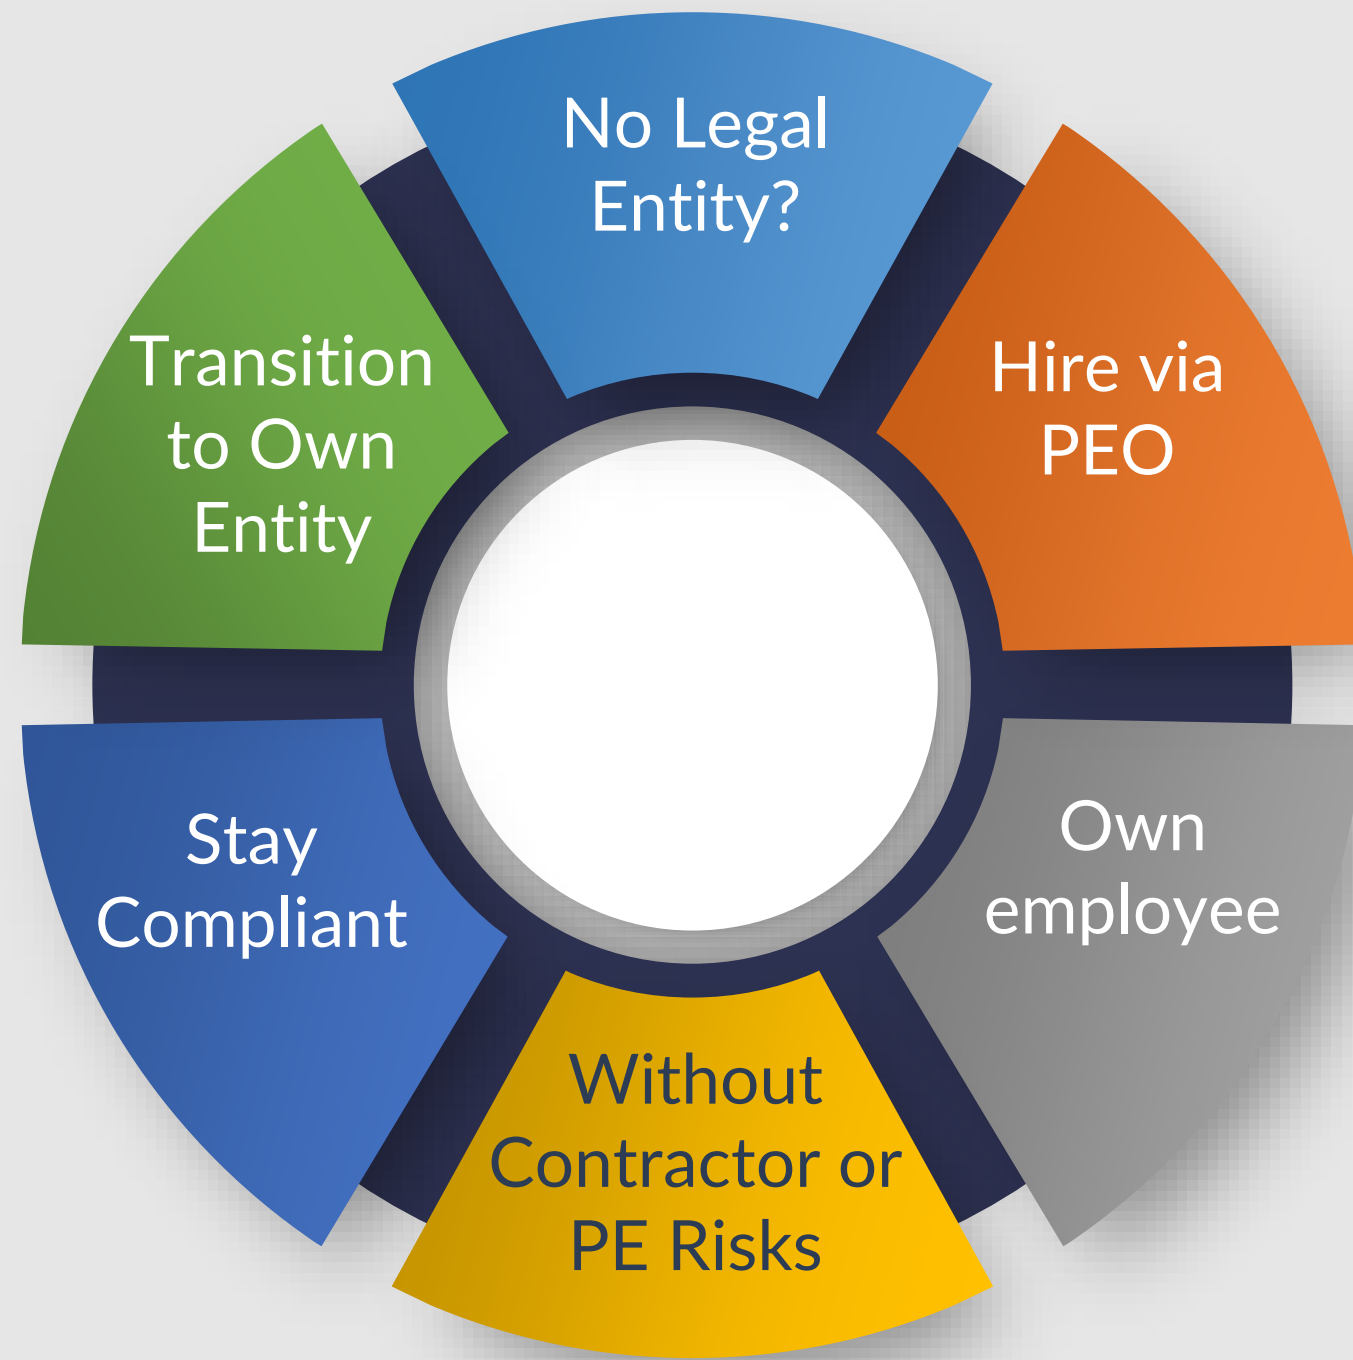 No Legal
Entity?
Hire via
PEO
Own
employee
Without
Contractor or
PE Risks
Stay
Compliant
Transition
to Own
Entity